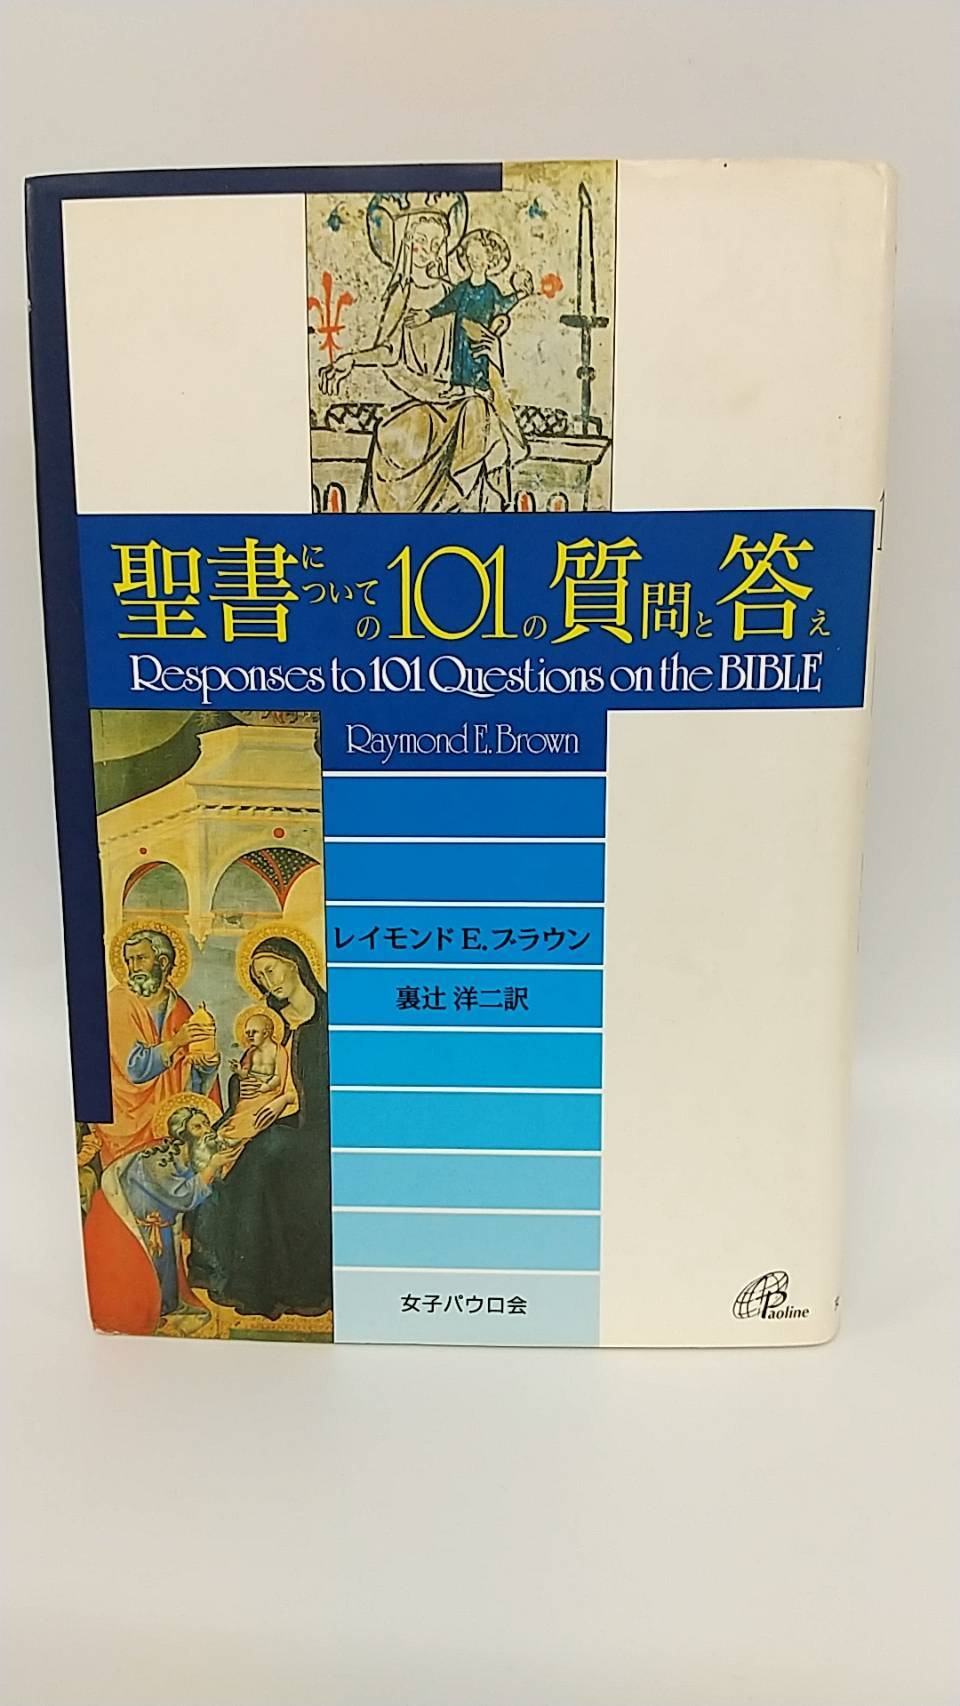 聖書についての101の質問と答え
Responses to 101 Questions on the BIBLE
Raymond E. Brown
レイモンド E. ブラウン
裏辻 洋二訳
女子パウロ会
Paoline